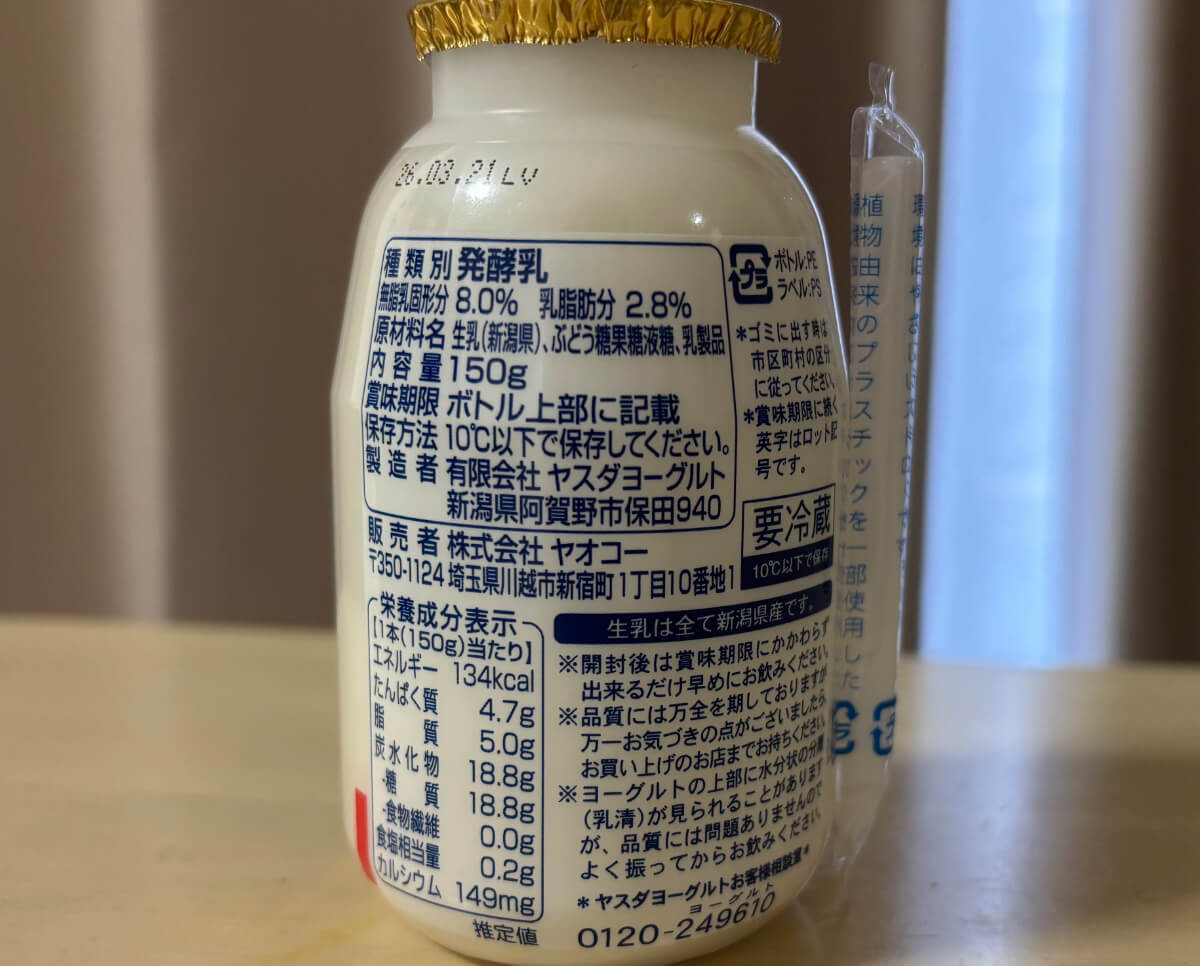 26.03.21LV
種類別 発酵乳
無脂乳固形分 8.0% 乳脂肪分 2.8%
原材料名 生乳(新潟県)、ぶどう糖果糖液糖、乳製品
内容量 150g
賞味期限 ボトル上部に記載
保存方法 10℃以下で保存してください。
製造者 有限会社 ヤスダヨーグルト
新潟県阿賀野市保田940
販売者 株式会社 ヤオコー
〒350-1124 埼玉県川越市新宿町1丁目10番地1
プラ
ボトル:PE
ラベル:PS
*ゴミに出す時は
市区町村の区分
に従ってください。
*賞味期限に続く
英字はロット記
号です。
要冷蔵
10℃以下で保存
栄養成分表示
[1本(150g)当たり]
エネルギー 134kcal
たんぱく質 4.7g
脂質 5.0g
炭水化物 18.8g
-糖質 18.8g
-食物繊維 0.0g
食塩相当量 0.2g
カルシウム 149mg
推定値
生乳は全て新潟県産です。
※開封後は賞味期限にかかわらず
出来るだけ早めにお飲みください。
※品質には万全を期しておりますが
万一お気づきの点がございましたら、
お買い上げのお店までお持ちください。
※ヨーグルトの上部に水分状の分離
(乳清)が見られることがあります
が、品質には問題ありませんので
よく振ってからお飲みください。
*ヤスダヨーグルトお客様相談室*
ヨーグルト
0120-249610
植物由来のプラスチックを一部使用した